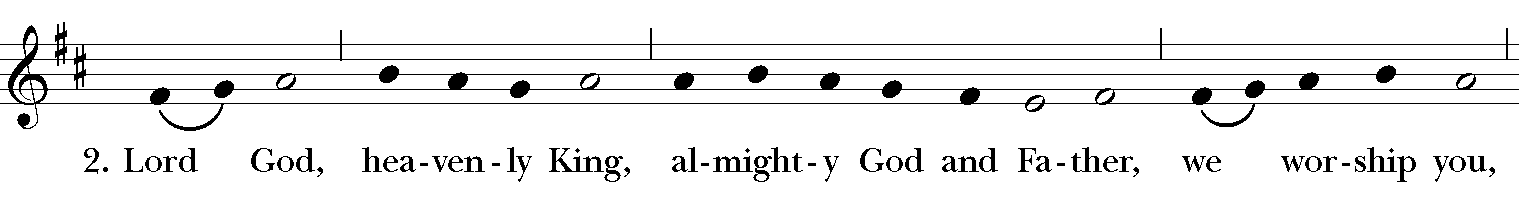 2. Lord God, hea-ven-ly King, al-might-y God and Fa-ther, we wor-ship you,